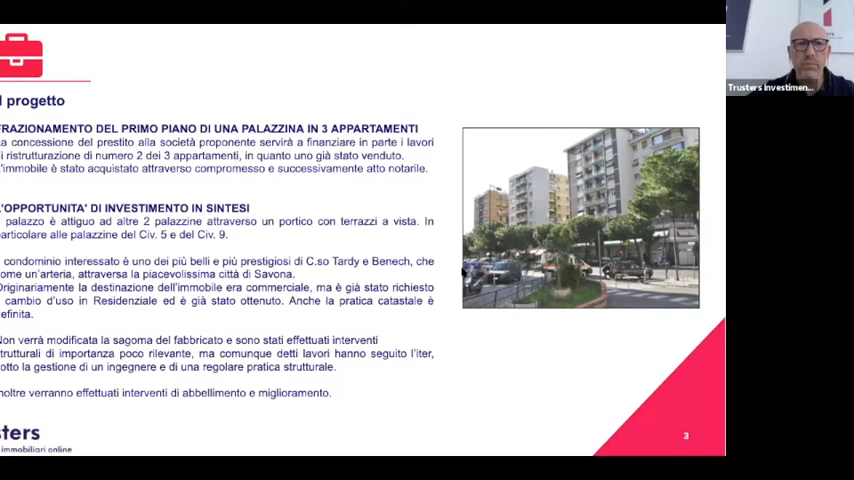 l progetto
FRAZIONAMENTO DEL PRIMO PIANO DI UNA PALAZZINA IN 3 APPARTAMENTI
a concessione del prestito alla società proponente servirà a finanziare in parte i lavori
i ristrutturazione di numero 2 dei 3 appartamenti, in quanto uno già stato venduto.
'immobile è stato acquistato attraverso compromesso e successivamente atto notarile.
L'OPPORTUNITA' DI INVESTIMENTO IN SINTESI
palazzo è attiguo ad altre 2 palazzine attraverso un portico con terrazzi a vista. In
articolare alle palazzine del Civ. 5 e del Civ. 9.
condominio interessato è uno dei più belli e più prestigiosi di C.so Tardy e Benech, che
ome un'arteria, attraversa la piacevolissima città di Savona.
Originariamente la destinazione dell'immobile era commerciale, ma è già stato richiesto
cambio d'uso in Residenziale ed è già stato ottenuto. Anche la pratica catastale è
efinita.
Non verrà modificata la sagoma del fabbricato e sono stati effettuati interventi
trutturali di importanza poco rilevante, ma comunque detti lavori hanno seguito l'iter,
otto la gestione di un ingegnere e di una regolare pratica strutturale.
noltre verranno effettuati interventi di abbellimento e miglioramento.
sters
immobiliari online
3
Trusters Investimen...